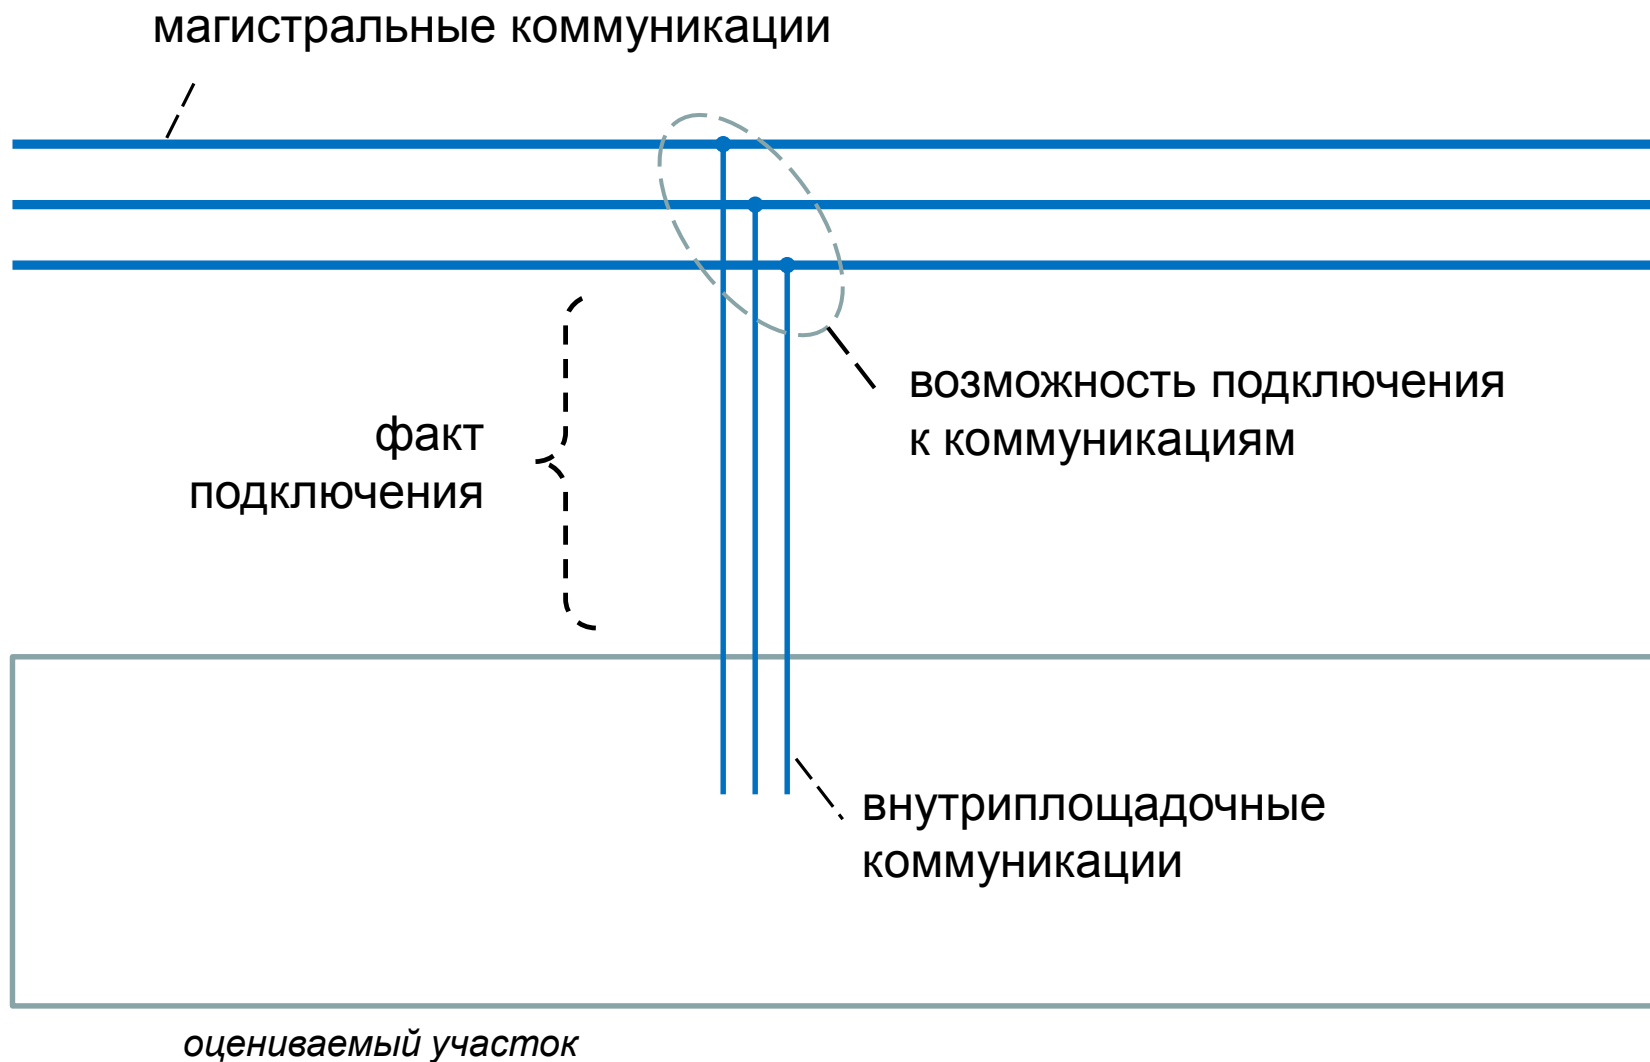 магистральные коммуникации
возможность подключения
к коммуникациям
факт
подключения
внутриплощадочные
коммуникации
оцениваемый участок